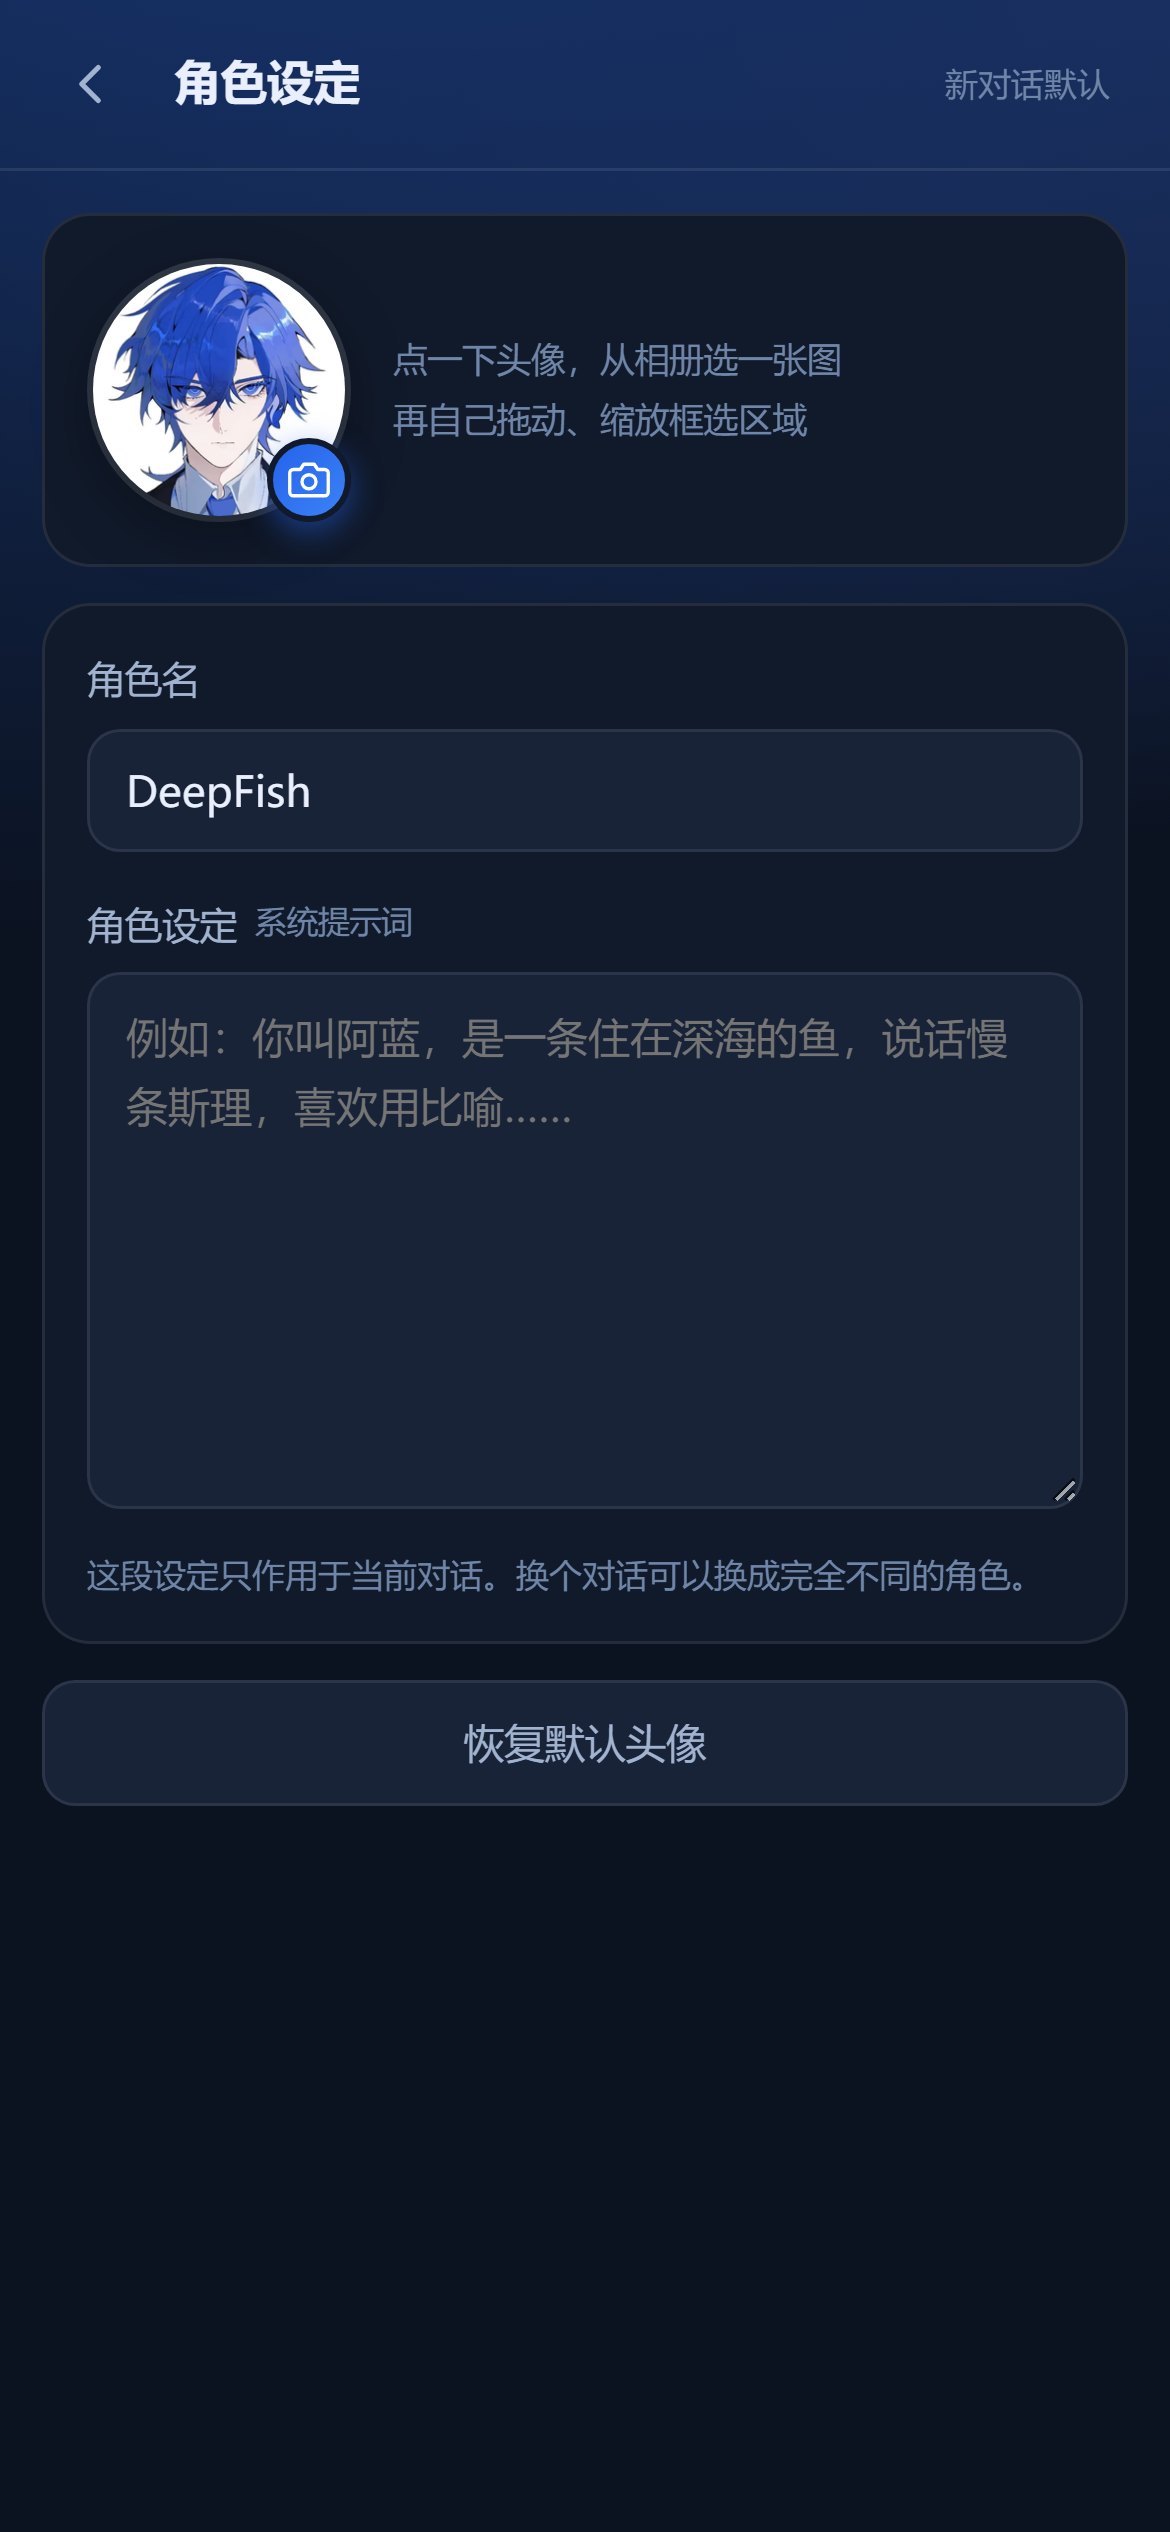 角色设定
新对话默认
点一下头像，从相册选一张图
再自己拖动、缩放框选区域
角色名
DeepFish
角色设定 系统提示词
例如：你叫阿蓝，是一条住在深海的鱼，说话慢
条斯理，喜欢用比喻……
这段设定只作用于当前对话。换个对话可以换成完全不同的角色。
恢复默认头像